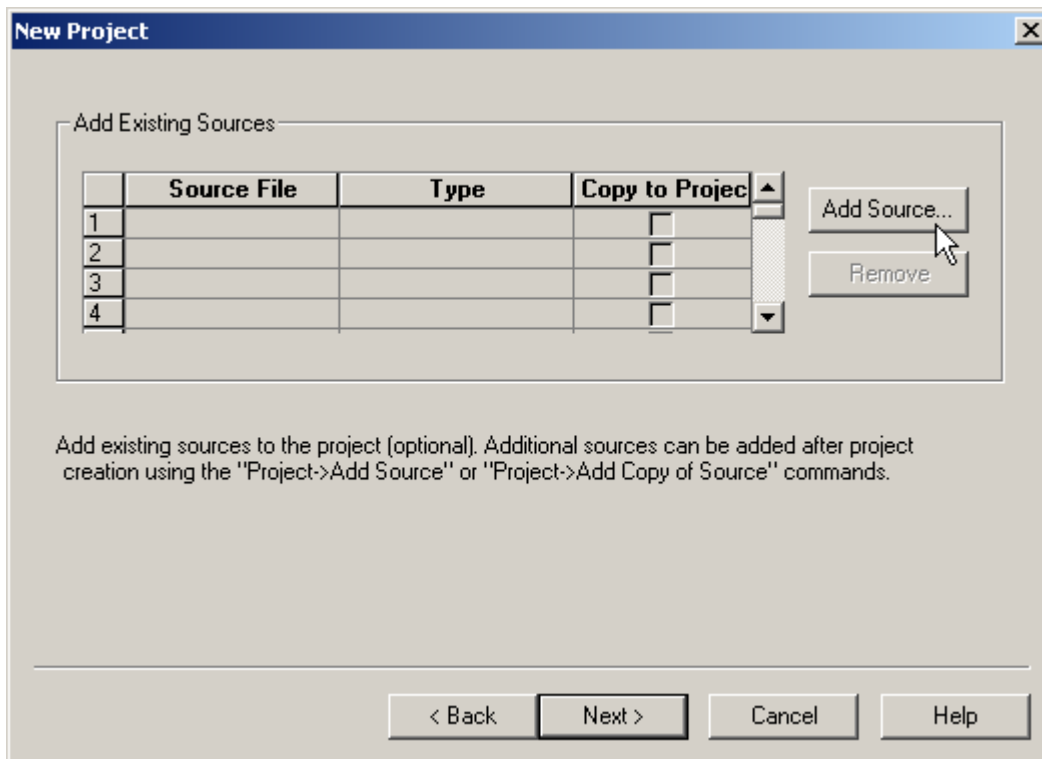 New Project
Add Existing Sources
Source File Type Copy to Projec
1
2
3
4
Add Source...
Remove
Add existing sources to the project (optional). Additional sources can be added after project
creation using the "Project->Add Source" or "Project->Add Copy of Source" commands.
< Back Next > Cancel Help